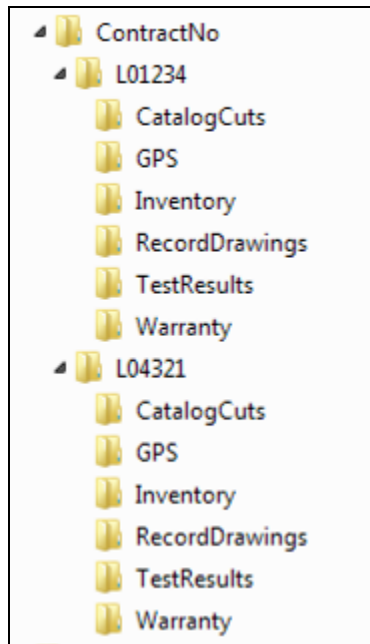 ContractNo
L01234
CatalogCuts
GPS
Inventory
RecordDrawings
TestResults
Warranty
L04321
CatalogCuts
GPS
Inventory
RecordDrawings
TestResults
Warranty